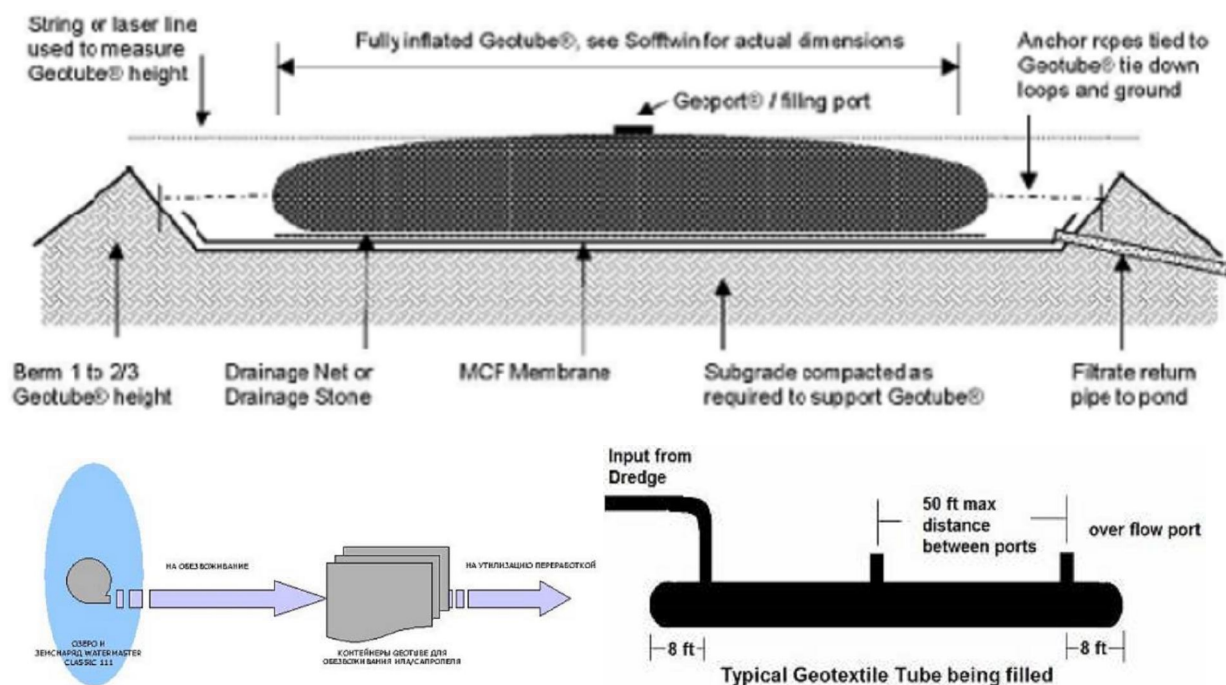 String or laser line
used to measure
Geotube® height
Fully inflated Geotube®, see Sofftwin for actual dimensions
Anchor ropes tied to
Geotube® tie down
loops and ground
Geoport® / filling port
Berm 1 to 2/3
Geotube® height
Drainage Net or
Drainage Stone
MCF Membrane
Subgrade compacted as
required to support Geotube®
Filtrate return
pipe to pond
НА ОБЕЗВОЖИВАНИЕ
НА УТИЛИЗАЦИЮ ПЕРЕРАБОТКОЙ
ОЗЕРО И
ЗЕМСНАРЯД WATERMASTER
CLASSIC 111
КОНТЕЙНЕРЫ GEOTUBE ДЛЯ
ОБЕЗВОЖИВАНИЯ ИЛА/САПРОПЕЛЯ
Input from
Dredge
50 ft max
distance
between ports
over flow port
8 ft
8 ft
Typical Geotextile Tube being filled